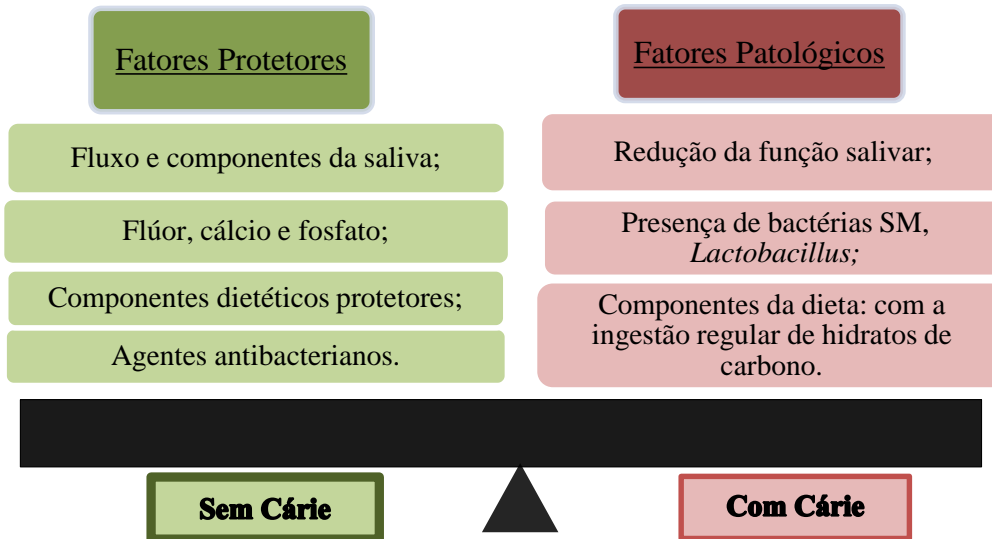 Fatores Protetores
Fluxo e componentes da saliva;
Flúor, cálcio e fosfato;
Componentes dietéticos protetores;
Agentes antibacterianos.
Fatores Patológicos
Redução da função salivar;
Presença de bactérias SM,
Lactobacillus;
Componentes da dieta: com a
ingestão regular de hidratos de
carbono.
Sem Cárie
Com Cárie